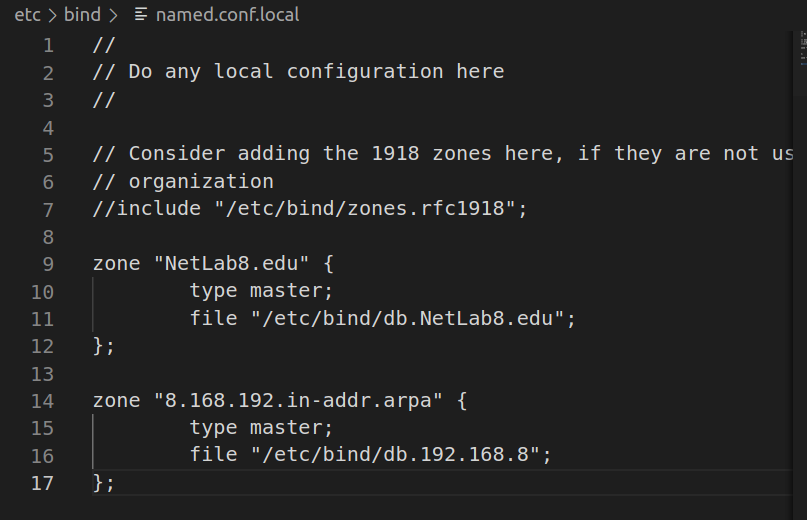 etc > bind > named.conf.local
1 //
2 // Do any local configuration here
3 //
4
5 // Consider adding the 1918 zones here, if they are not us
6 // organization
7 //include "/etc/bind/zones.rfc1918";
8
9 zone "NetLab8.edu" {
10         type master;
11         file "/etc/bind/db.NetLab8.edu";
12 };
13
14 zone "8.168.192.in-addr.arpa" {
15         type master;
16         file "/etc/bind/db.192.168.8";
17 };